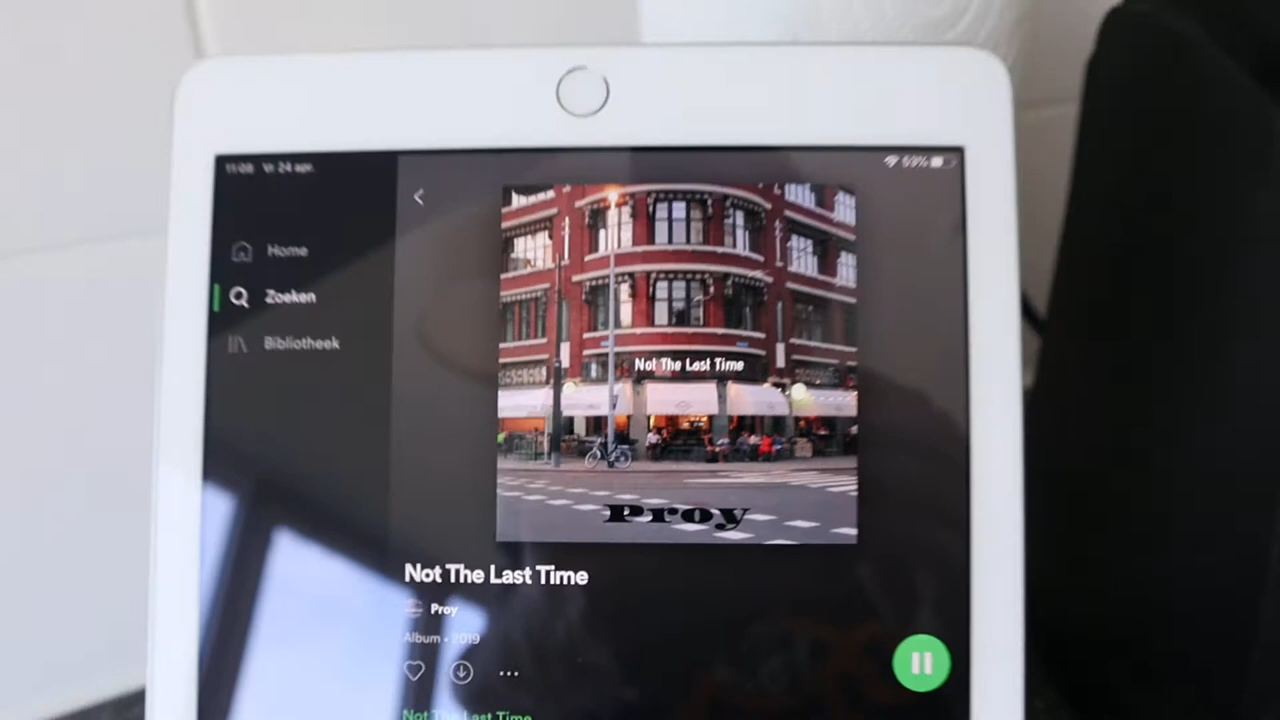 11:08 Vr 24 apr.
59%
Home
Zoeken
Bibliotheek
Not The Last Time
Proy
Not The Last Time
Proy
Album • 2019
Not The Last Time